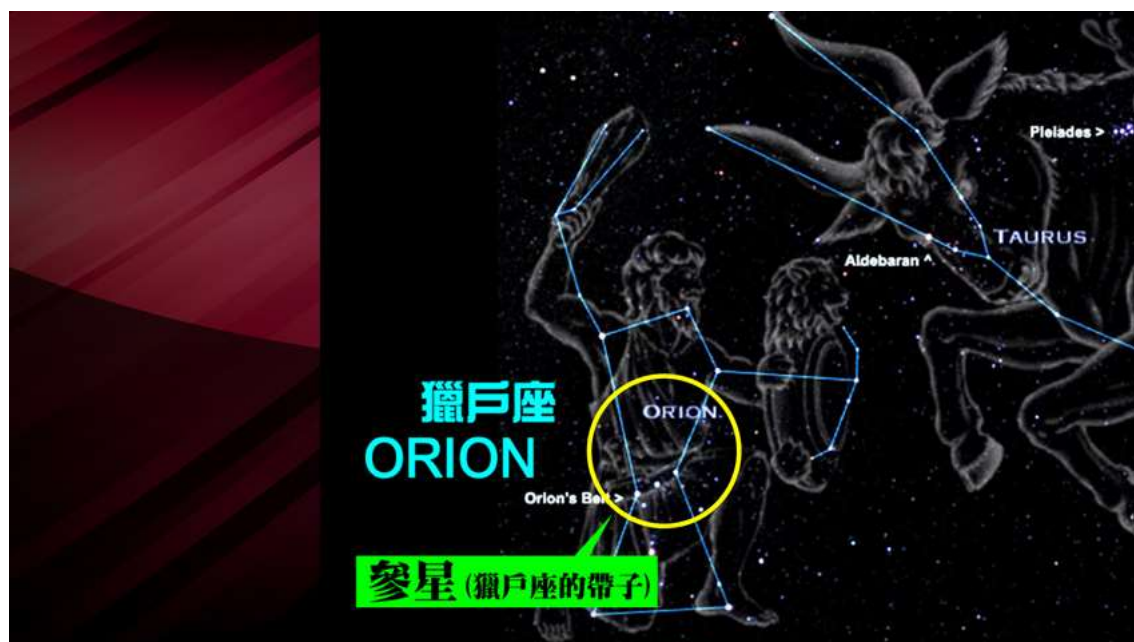 Pleiades >
TAURUS
Aldebaran ^
獵戶座
ORION
ORION
Orion's Belt >
參星 (獵戶座的帶子)